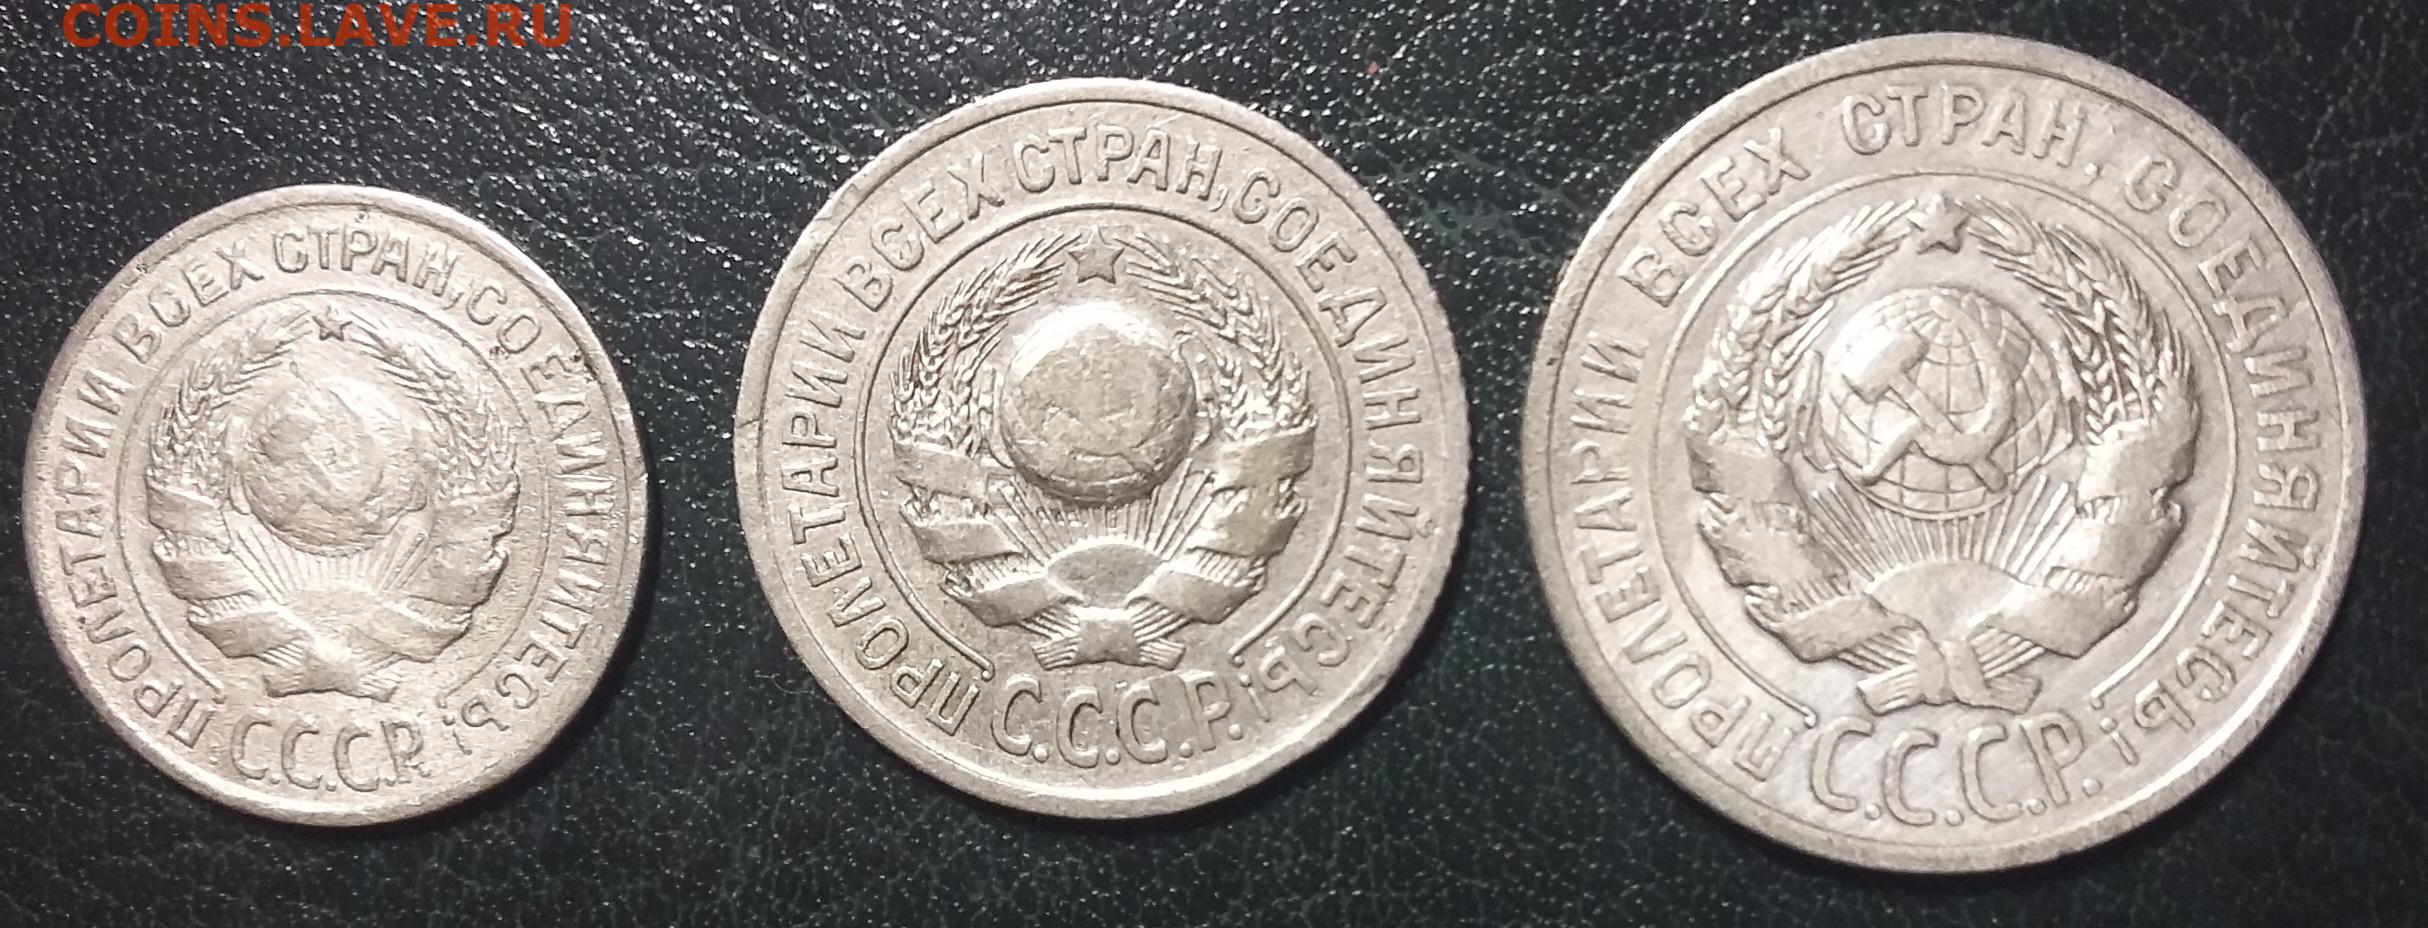 COINS.LAVE.RU
ПРОЛЕТАРИИ ВСЕХ СТРАН, СОЕДИНЯЙТЕСЬ!
С.С.С.Р.
ПРОЛЕТАРИИ ВСЕХ СТРАН, СОЕДИНЯЙТЕСЬ!
С.С.С.Р.
ПРОЛЕТАРИИ ВСЕХ СТРАН, СОЕДИНЯЙТЕСЬ!
С.С.С.Р.